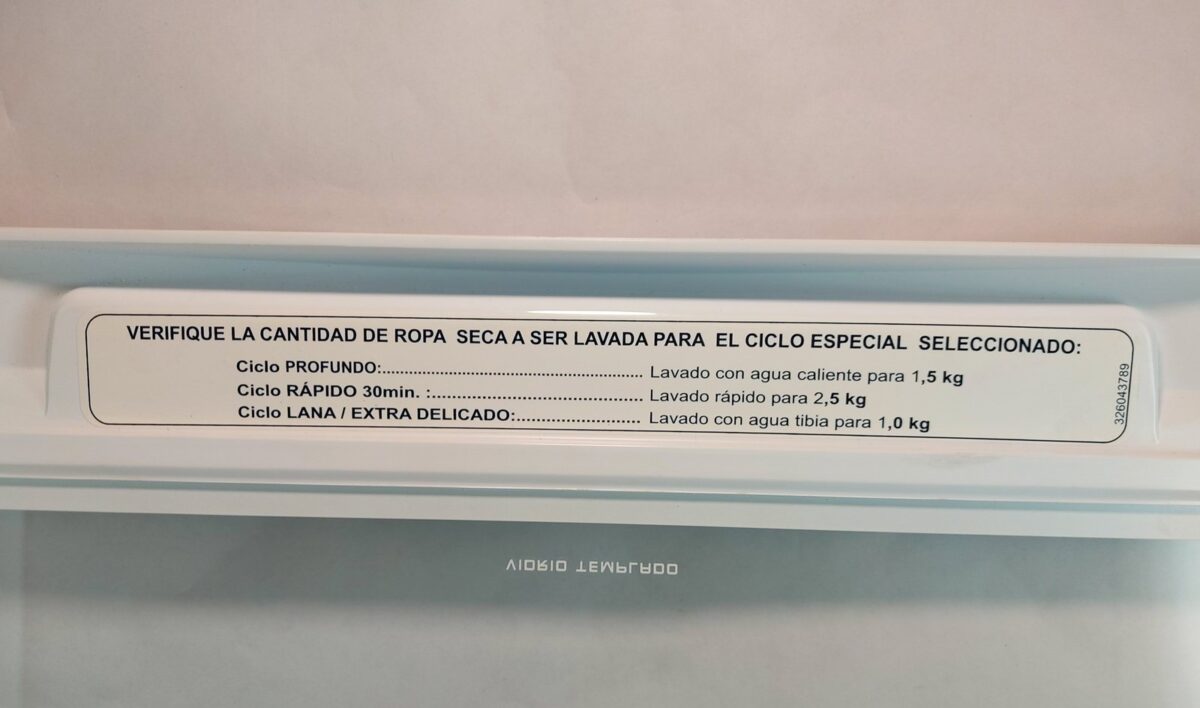 VERIFIQUE LA CANTIDAD DE ROPA SECA A SER LAVADA PARA EL CICLO ESPECIAL SELECCIONADO:
Ciclo PROFUNDO:................................................ Lavado con agua caliente para 1,5 kg
Ciclo RÁPIDO 30min. :....................................... Lavado rápido para 2,5 kg
Ciclo LANA / EXTRA DELICADO:....................... Lavado con agua tibia para 1,0 kg
326043789
VIDRIO TEMPLADO